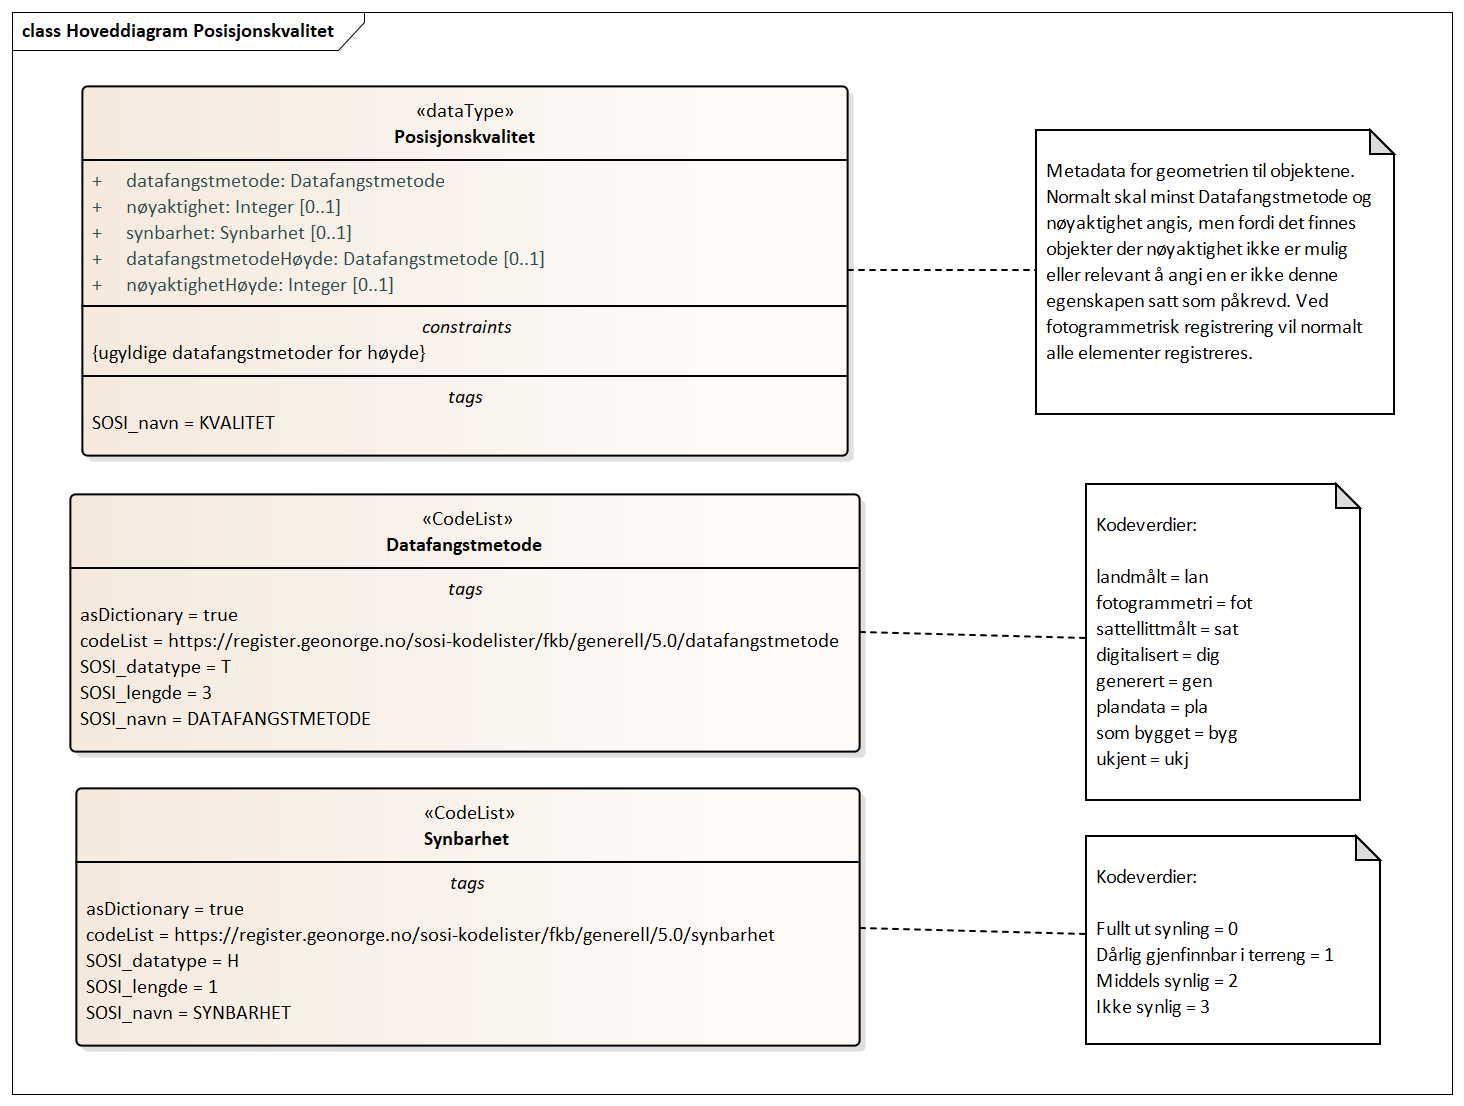 class Hoveddiagram Posisjonskvalitet
«dataType»
Posisjonskvalitet
+ datafangstmetode: Datafangstmetode
+ nøyaktighet: Integer [0..1]
+ synbarhet: Synbarhet [0..1]
+ datafangstmetodeHøyde: Datafangstmetode [0..1]
+ nøyaktighetHøyde: Integer [0..1]
constraints
{ugyldige datafangstmetoder for høyde}
tags
SOSI_navn = KVALITET
Metadata for geometrien til objektene.
Normalt skal minst Datafangstmetode og
nøyaktighet angis, men fordi det finnes
objekter der nøyaktighet ikke er mulig
eller relevant å angi en er ikke denne
egenskapen satt som påkrevd. Ved
fotogrammetrisk registrering vil normalt
alle elementer registreres.
«CodeList»
Datafangstmetode
tags
asDictionary = true
codeList = https://register.geonorge.no/sosi-kodelister/fkb/generell/5.0/datafangstmetode
SOSI_datatype = T
SOSI_lengde = 3
SOSI_navn = DATAFANGSTMETODE
Kodeverdier:
landmålt = lan
fotogrammetri = fot
sattellittmålt = sat
digitalisert = dig
generert = gen
plandata = pla
som bygget = byg
ukjent = ukj
«CodeList»
Synbarhet
tags
asDictionary = true
codeList = https://register.geonorge.no/sosi-kodelister/fkb/generell/5.0/synbarhet
SOSI_datatype = H
SOSI_lengde = 1
SOSI_navn = SYNBARHET
Kodeverdier:
Fullt ut synling = 0
Dårlig gjenfinnbar i terreng = 1
Middels synlig = 2
Ikke synlig = 3